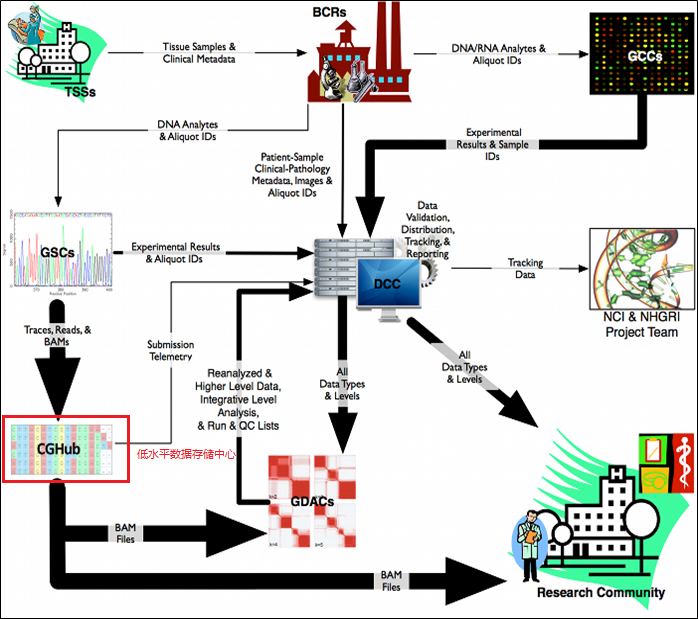 BCRs
Tissue Samples &
Clinical Metadata
DNA/RNA Analytes &
Aliquot IDs
GCCs
TSSs
DNA Analytes
& Aliquot IDs
Experimental
Results & Sample
IDs
Patient-Sample
Clinical-Pathology
Metadata, Images &
Aliquot IDs
Data
Validation,
Distribution,
Tracking, &
Reporting
GSCs
Experimental Results
& Aliquot IDs
DCC
Tracking
Data
NCI & NHGRI
Project Team
Traces, Reads, &
BAMs
Submission
Telemetry
Reanalyzed &
Higher Level Data,
Integrative Level
Analysis,
& Run & QC Lists
All
Data Types
& Levels
All
Data Types
& Levels
CGHub
低水平数据存储中心
GDACs
BAM
Files
BAM
Files
Research Community